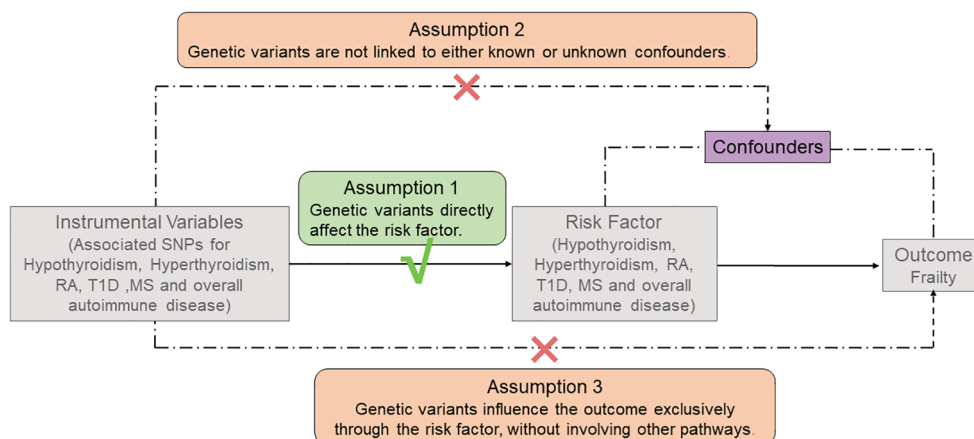 Assumption 2
Genetic variants are not linked to either known or unknown confounders.
Confounders
Assumption 1
Genetic variants directly
affect the risk factor.
Instrumental Variables
(Associated SNPs for
Hypothyroidism, Hyperthyroidism,
RA, T1D ,MS and overall
autoimmune disease)
Risk Factor
(Hypothyroidism,
Hyperthyroidism, RA,
T1D, MS and overall
autoimmune disease)
Outcome
Frailty
Assumption 3
Genetic variants influence the outcome exclusively
through the risk factor, without involving other pathways.